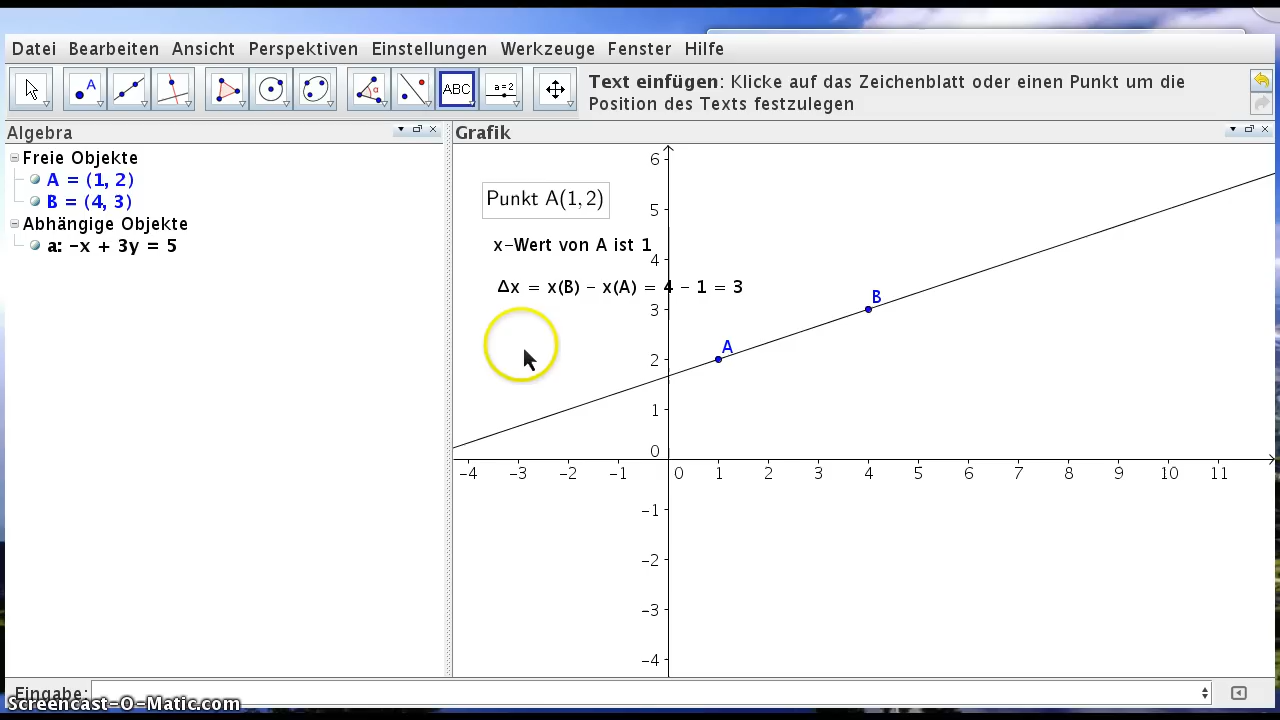 Datei Bearbeiten Ansicht Perspektiven Einstellungen Werkzeuge Fenster Hilfe
A ABC a=2
Text einfügen: Klicke auf das Zeichenblatt oder einen Punkt um die
Position des Texts festzulegen
Algebra
Grafik
Freie Objekte
A = (1, 2)
B = (4, 3)
Abhängige Objekte
a: -x + 3y = 5
Punkt A(1, 2)
x-Wert von A ist 1
Δx = x(B) − x(A) = 4 − 1 = 3
A
B
6
5
4
3
2
1
0
-4 -3 -2 -1 0 1 2 3 4 5 6 7 8 9 10 11
-1
-2
-3
-4
Eingabe:
Screencast-O-Matic.com